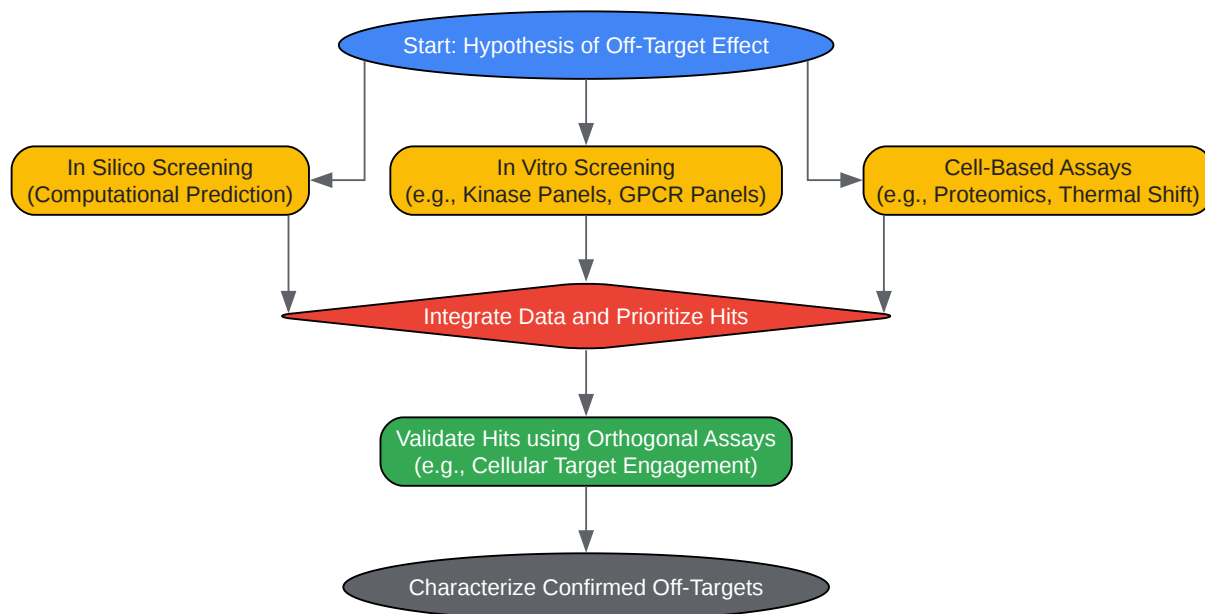 Start: Hypothesis of Off-Target Effect
In Silico Screening
(Computational Prediction)
In Vitro Screening
(e.g., Kinase Panels, GPCR Panels)
Cell-Based Assays
(e.g., Proteomics, Thermal Shift)
Integrate Data and Prioritize Hits
Validate Hits using Orthogonal Assays
(e.g., Cellular Target Engagement)
Characterize Confirmed Off-Targets